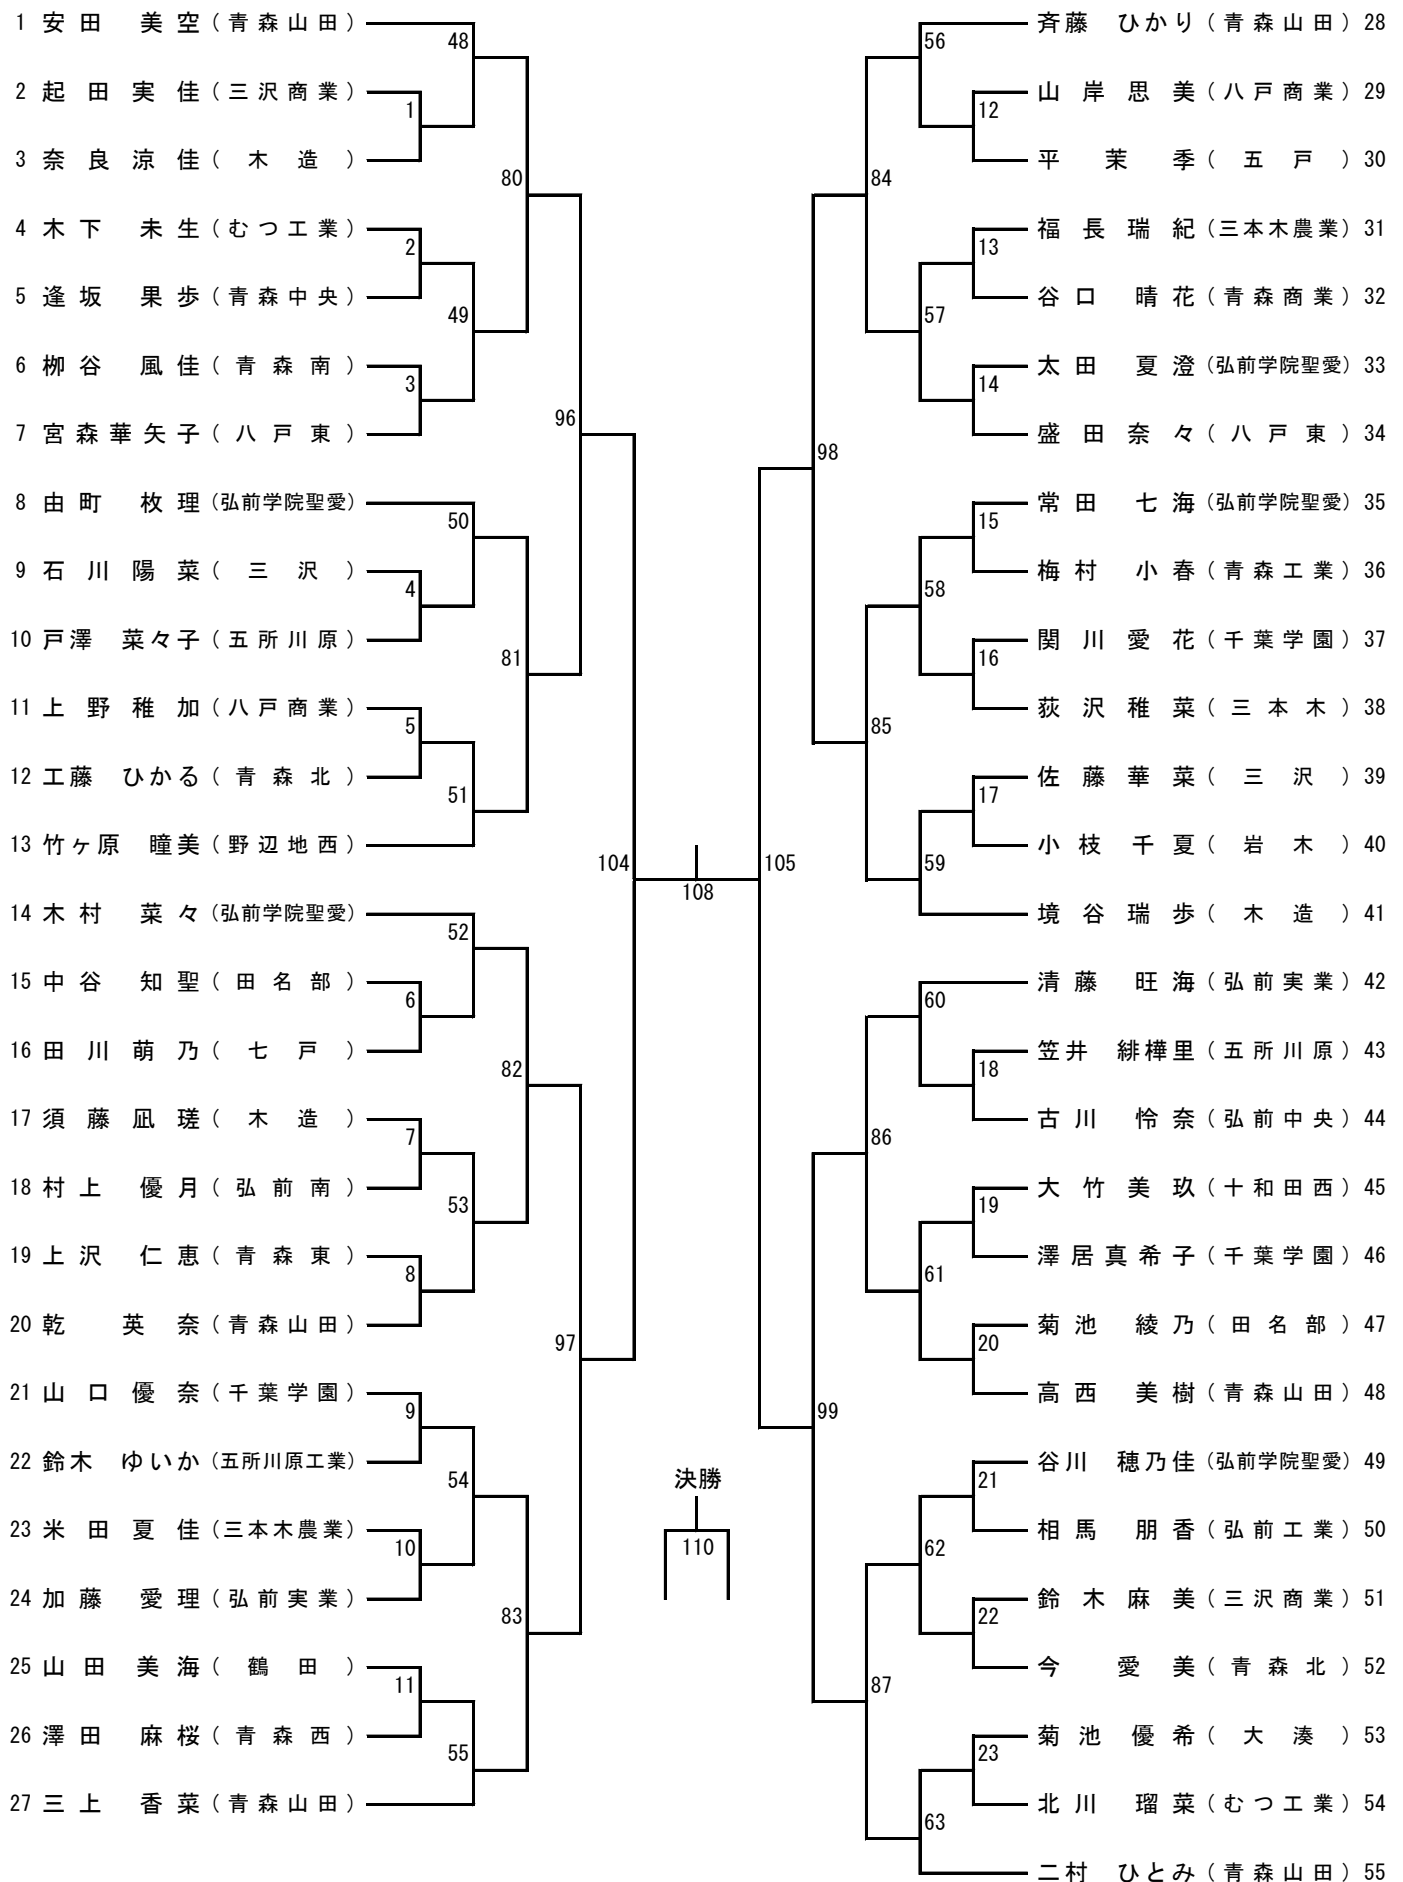 1 安田 美空 (青森山田)
48
2 起田実佳 (三沢商業)
1
3 奈良涼佳 (木造)
80
4 木下 未生 (むつ工業)
2
5 逢坂 果歩 (青森中央)
49
6 栁谷 風佳 (青森南)
3
7 宮森華矢子 (八戸東)
96
8 由町 枚理 (弘前学院聖愛)
50
9 石川陽菜 (三沢)
4
10 戸澤 菜々子 (五所川原)
81
11 上野稚加 (八戸商業)
5
12 工藤 ひかる (青森北)
51
13 竹ヶ原 瞳美 (野辺地西)
104
14 木村 菜々 (弘前学院聖愛)
52
15 中谷 知聖 (田名部)
6
16 田川萌乃 (七戸)
82
17 須藤凪瑳 (木造)
7
18 村上 優月 (弘前南)
53
19 上沢 仁恵 (青森東)
8
20 乾 英奈 (青森山田)
97
21 山口優奈 (千葉学園)
9
22 鈴木 ゆいか (五所川原工業)
54
23 米田夏佳 (三本木農業)
10
24 加藤 愛理 (弘前実業)
83
25 山田美海 (鶴田)
11
26 澤田 麻桜 (青森西)
55
27 三上 香菜 (青森山田)
108
決勝
110
斉藤 ひかり (青森山田) 28
56
山岸思美 (八戸商業) 29
12
平 茉季 (五戸) 30
84
福長瑞紀 (三本木農業) 31
13
谷口 晴花 (青森商業) 32
57
太田 夏澄 (弘前学院聖愛) 33
14
盛田奈々 (八戸東) 34
98
常田 七海 (弘前学院聖愛) 35
15
梅村 小春 (青森工業) 36
58
関川愛花 (千葉学園) 37
16
荻沢稚菜 (三本木) 38
85
佐藤華菜 (三沢) 39
17
小枝千夏 (岩木) 40
59
境谷瑞歩 (木造) 41
105
清藤 旺海 (弘前実業) 42
60
笠井 緋樺里 (五所川原) 43
18
古川 怜奈 (弘前中央) 44
86
大竹美玖 (十和田西) 45
19
澤居真希子 (千葉学園) 46
61
菊池 綾乃 (田名部) 47
20
高西 美樹 (青森山田) 48
99
谷川 穂乃佳 (弘前学院聖愛) 49
21
相馬 朋香 (弘前工業) 50
62
鈴木麻美 (三沢商業) 51
22
今 愛美 (青森北) 52
87
菊池優希 (大湊) 53
23
北川 瑠菜 (むつ工業) 54
63
二村 ひとみ (青森山田) 55